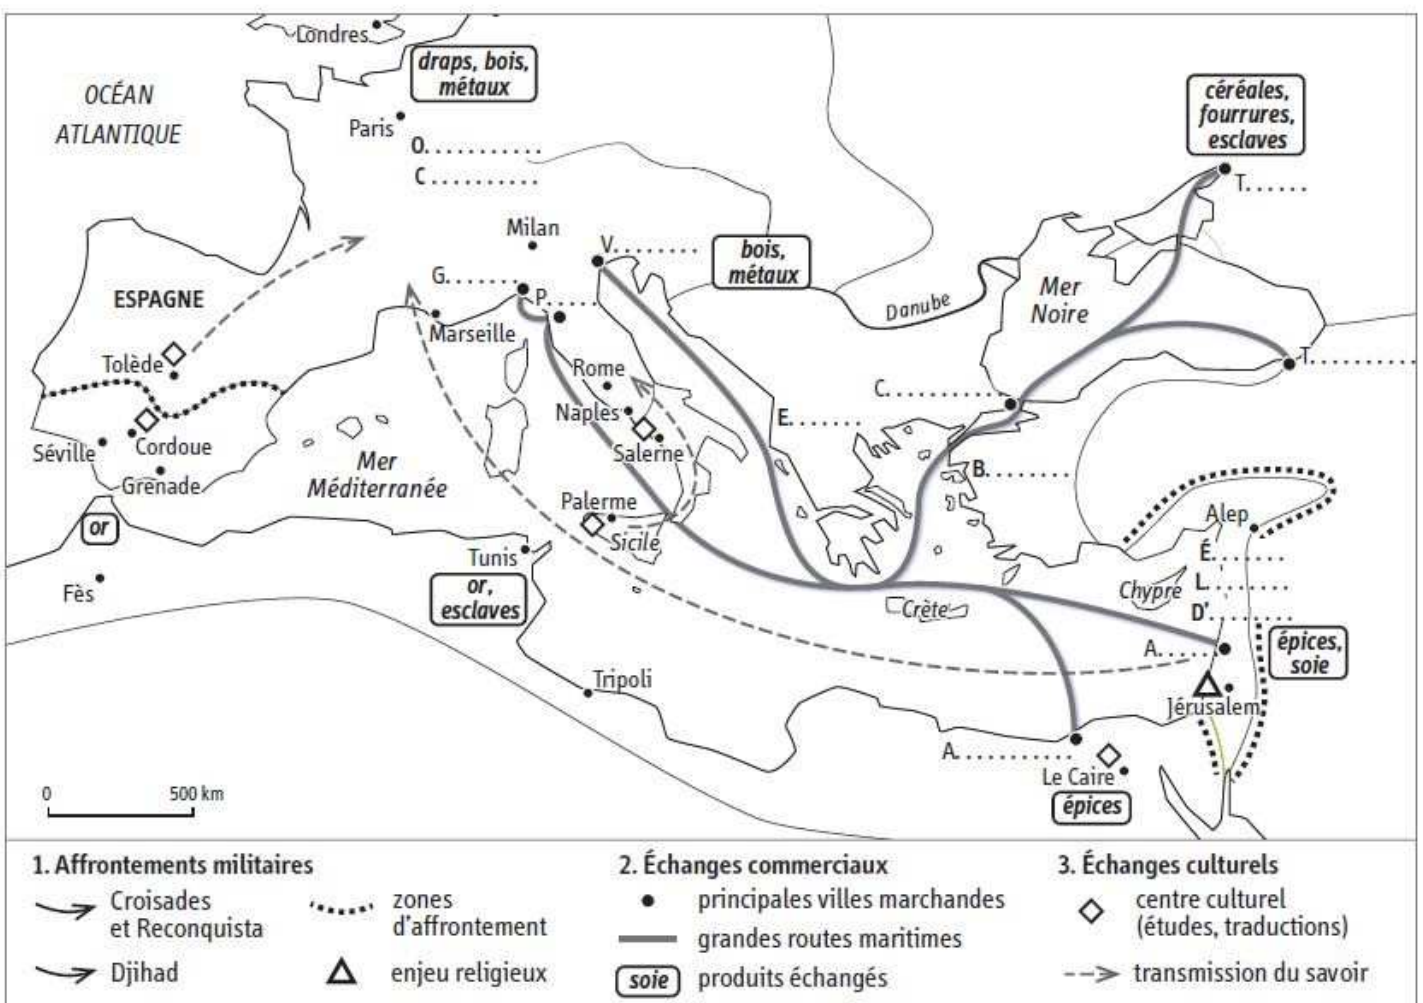 Londres
draps, bois,
métaux
OCÉAN
ATLANTIQUE
Paris
O...............
C...........
céréales,
fourrures,
esclaves
T......
Milan
V.........
bois,
métaux
G........
P......
ESPAGNE
Marseille
Danube
Mer
Noire
Tolède
Rome
T..........
C..........
E........
Naples
Salerne
Séville
Cordoue
Grenade
Mer
Méditerranée
B.........
or
Palerme
Sicile
Alep
Tunis
or,
esclaves
Fès
É........
Chypre
L........
D'........
Crète
A......
épices,
soie
Tripoli
Jérusalem
A...........
Le Caire
épices
0 500 km
1. Affrontements militaires
Croisades
et Reconquista
Djihad
zones
d'affrontement
enjeu religieux
2. Échanges commerciaux
principales villes marchandes
grandes routes maritimes
soie produits échangés
3. Échanges culturels
centre culturel
(études, traductions)
transmission du savoir